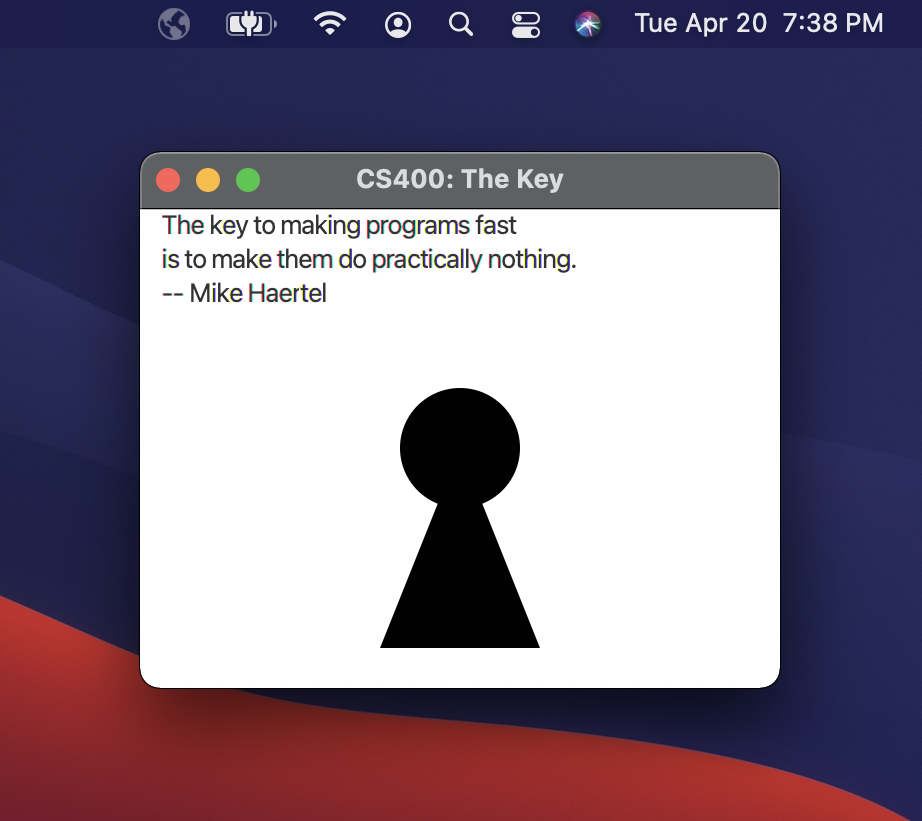 Tue Apr 20 7:38 PM
CS400: The Key
The key to making programs fast
is to make them do practically nothing.
-- Mike Haertel